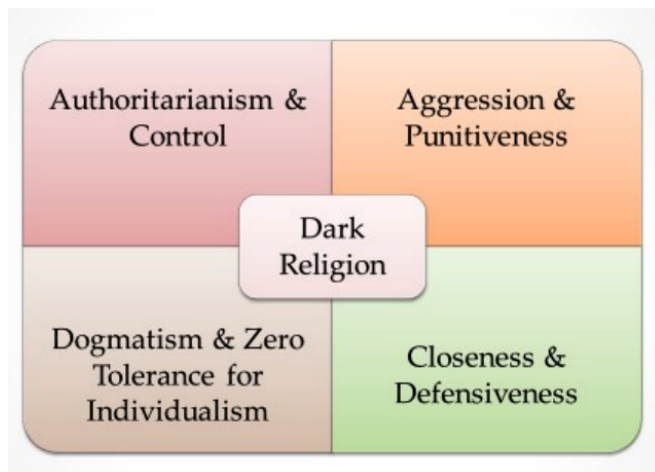 Authoritarianism &
Control
Aggression &
Punitiveness
Dark
Religion
Dogmatism & Zero
Tolerance for
Individualism
Closeness &
Defensiveness